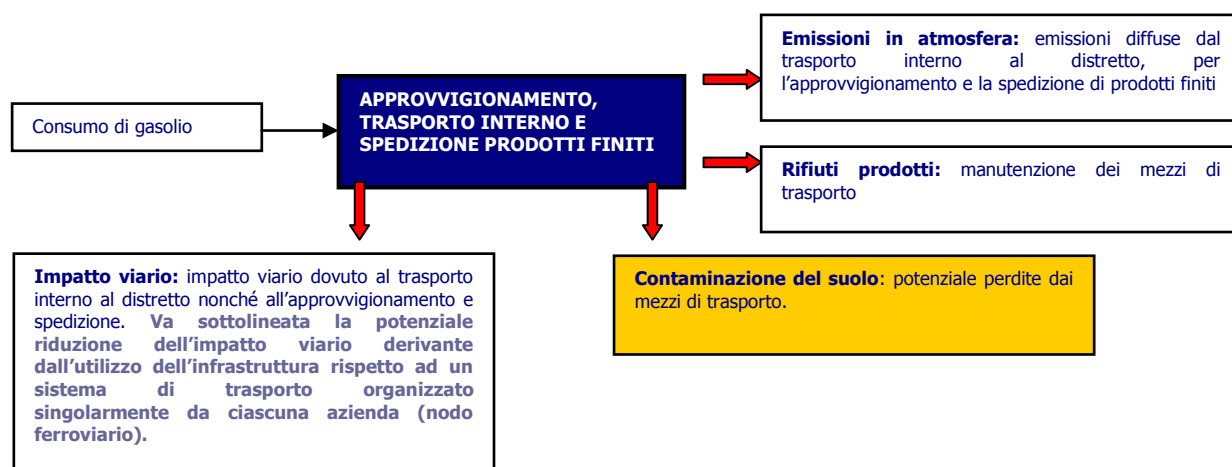 Emissioni in atmosfera: emissioni diffuse dal
trasporto interno al distretto, per
l'approvvigionamento e la spedizione di prodotti finiti
Consumo di gasolio
APPROVVIGIONAMENTO,
TRASPORTO INTERNO E
SPEDIZIONE PRODOTTI FINITI
Rifiuti prodotti: manutenzione dei mezzi di
trasporto
Impatto viario: impatto viario dovuto al trasporto
interno al distretto nonché all'approvvigionamento e
spedizione. Va sottolineata la potenziale
riduzione dell'impatto viario derivante
dall'utilizzo dell'infrastruttura rispetto ad un
sistema di trasporto organizzato
singolarmente da ciascuna azienda (nodo
ferroviario).
Contaminazione del suolo: potenziale perdite dai
mezzi di trasporto.